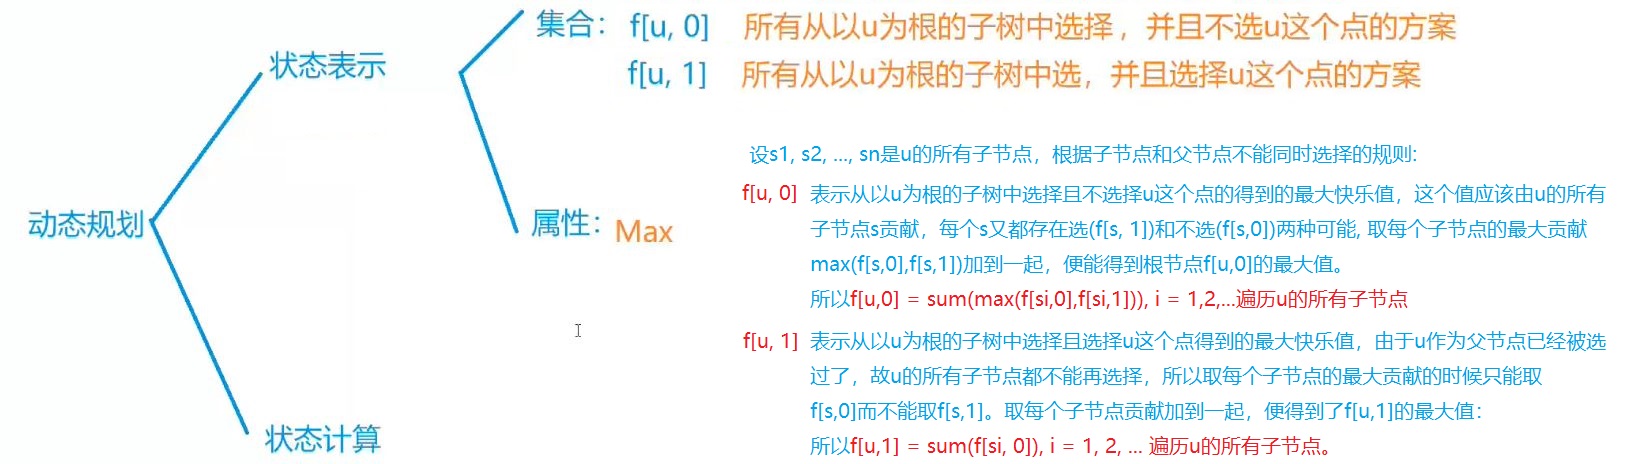 集合： f[u, 0] 所有从以u为根的子树中选择，并且不选u这个点的方案
状态表示
f[u, 1] 所有从以u为根的子树中选，并且选择u这个点的方案
设s1, s2, ..., sn是u的所有子节点，根据子节点和父节点不能同时选择的规则:
f[u, 0] 表示从以u为根的子树中选择且不选择u这个点的得到的最大快乐值，这个值应该由u的所有
子节点s贡献，每个s又都存在选(f[s, 1])和不选(f[s,0])两种可能, 取每个子节点的最大贡献
动态规划
属性： Max
max(f[s,0],f[s,1])加到一起，便能得到根节点f[u,0]的最大值。
所以f[u,0] = sum(max(f[si,0],f[si,1])), i = 1,2,...遍历u的所有子节点
f[u, 1] 表示从以u为根的子树中选择且选择u这个点得到的最大快乐值，由于u作为父节点已经被选
过了，故u的所有子节点都不能再选择，所以取每个子节点的最大贡献的时候只能取
f[s,0]而不能取f[s,1]。取每个子节点贡献加到一起，便得到了f[u,1]的最大值：
状态计算
所以f[u,1] = sum(f[si, 0]), i = 1, 2, ... 遍历u的所有子节点。